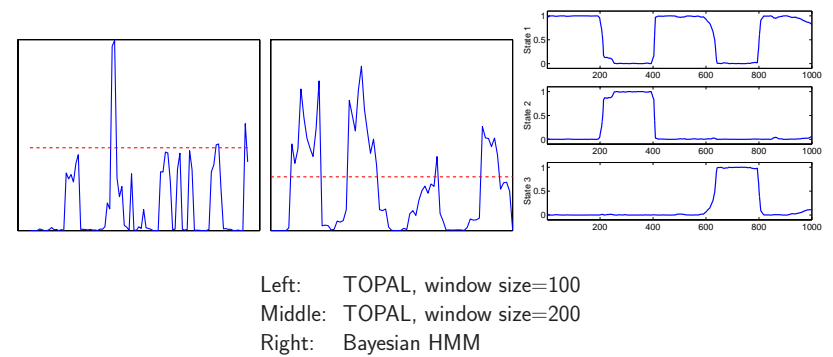 State 1
1
0.5
0
200 400 600 800 1000
State 2
1
0.5
0
200 400 600 800 1000
State 3
1
0.5
0
200 400 600 800 1000
Left: TOPAL, window size=100
Middle: TOPAL, window size=200
Right: Bayesian HMM